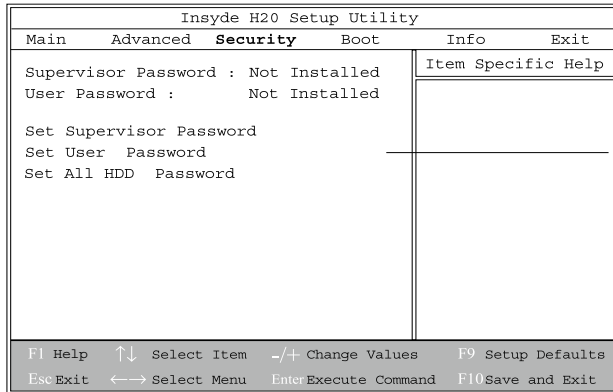 Insyde H20 Setup Utility
Main Advanced Security Boot Info Exit
Supervisor Password : Not Installed
User Password : Not Installed
Item Specific Help
Set Supervisor Password
Set User Password
Set All HDD Password
F1 Help ↑↓ Select Item -/+ Change Values F9 Setup Defaults
Esc Exit ←→ Select Menu Enter Execute Command F10 Save and Exit